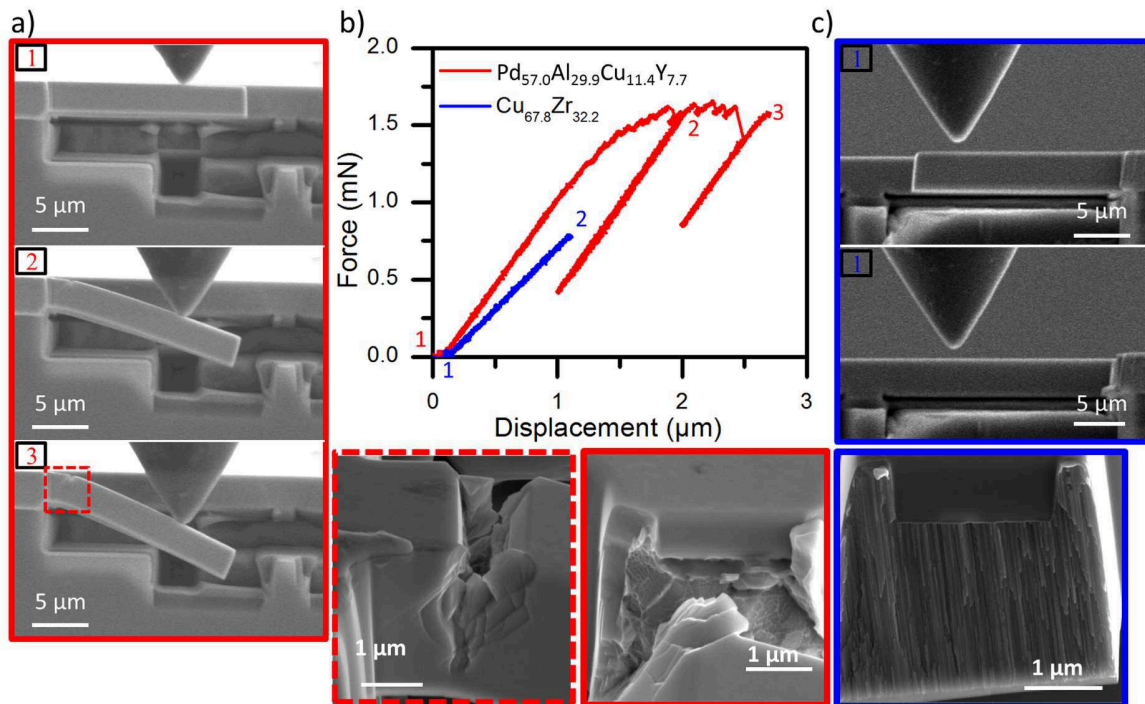 a)
1
5 µm
2
5 µm
3
5 µm
b)
2.0
1.5
1.0
0.5
0.0
Force (mN)
Pd57.0Al29.9Cu11.4Y7.7
Cu67.8Zr32.2
1
1
2
2
3
0
1
2
3
Displacement (µm)
1 µm
1 µm
c)
1
5 µm
1
5 µm
1 µm